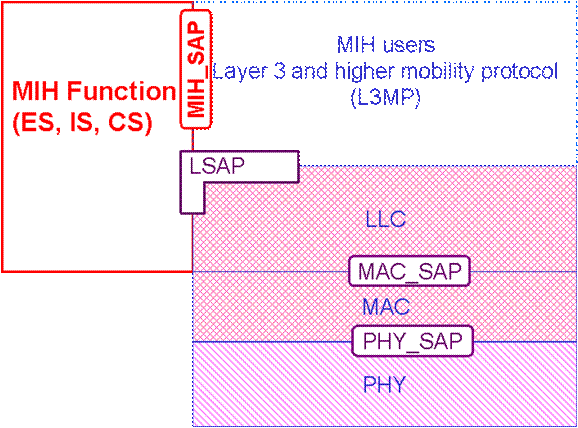 MIH Function
(ES, IS, CS)
MIH_SAP
MIH users
Layer 3 and higher mobility protocol
(L3MP)
LSAP
LLC
MAC_SAP
MAC
PHY_SAP
PHY